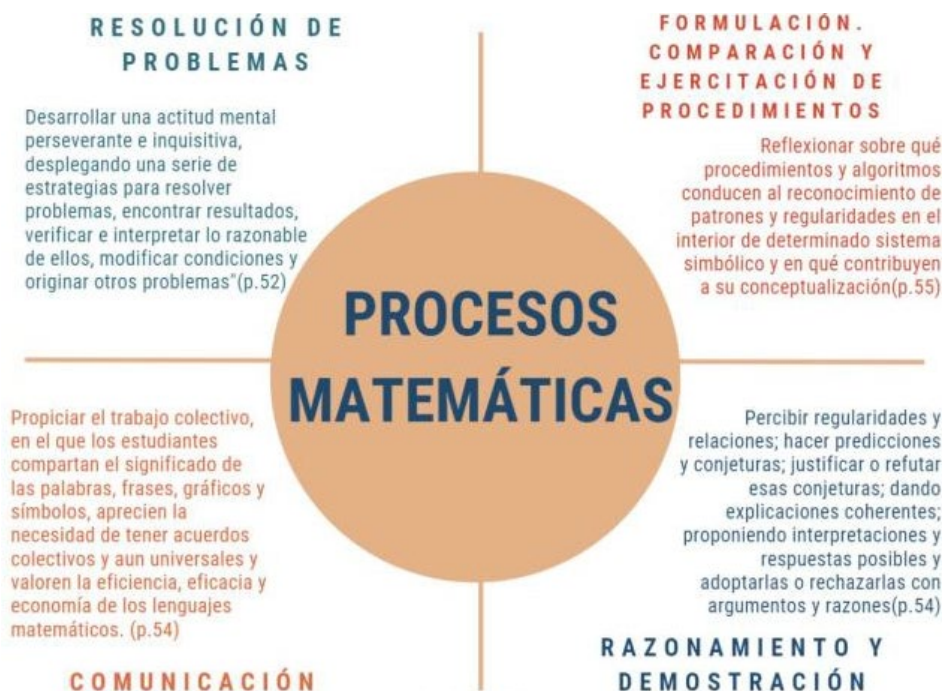 RESOLUCIÓN DE
PROBLEMAS
Desarrollar una actitud mental
perseverante e inquisitiva,
desplegando una serie de
estrategias para resolver
problemas, encontrar resultados,
verificar e interpretar lo razonable
de ellos, modificar condiciones y
originar otros problemas"(p.52)
FORMULACIÓN.
COMPARACIÓN Y
EJERCITACIÓN DE
PROCEDIMIENTOS
Reflexionar sobre qué
procedimientos y algoritmos
conducen al reconocimiento de
patrones y regularidades en el
interior de determinado sistema
simbólico y en qué contribuyen
a su conceptualización(p.55)
PROCESOS
MATEMÁTICAS
Propiciar el trabajo colectivo,
en el que los estudiantes
compartan el significado de
las palabras, frases, gráficos y
símbolos, aprecien la
necesidad de tener acuerdos
colectivos y aun universales y
valoren la eficiencia, eficacia y
economía de los lenguajes
matemáticos. (p.54)
COMUNICACIÓN
Percibir regularidades y
relaciones; hacer predicciones
y conjeturas; justificar o refutar
esas conjeturas; dando
explicaciones coherentes;
proponiendo interpretaciones y
respuestas posibles y
adoptarlas o rechazarlas con
argumentos y razones(p.54)
RAZONAMIENTO Y
DEMOSTRACIÓN